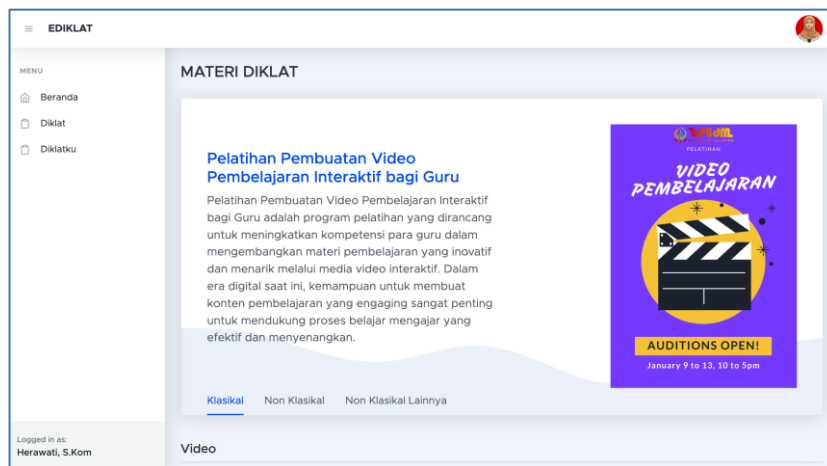 EDIKLAT
MENU
Beranda
Diklat
Diklatku
Logged in as:
Herawati, S.Kom
MATERI DIKLAT
Pelatihan Pembuatan Video
Pembelajaran Interaktif bagi Guru
Pelatihan Pembuatan Video Pembelajaran Interaktif
bagi Guru adalah program pelatihan yang dirancang
untuk meningkatkan kompetensi para guru dalam
mengembangkan materi pembelajaran yang inovatif
dan menarik melalui media video interaktif. Dalam
era digital saat ini, kemampuan untuk membuat
konten pembelajaran yang engaging sangat penting
untuk mendukung proses belajar mengajar yang
efektif dan menyenangkan.
Klasikal Non Klasikal Non Klasikal Lainnya
BPSDM
PELATIHAN
VIDEO
PEMBELAJARAN
AUDITIONS OPEN!
January 9 to 13, 10 to 5pm
Video